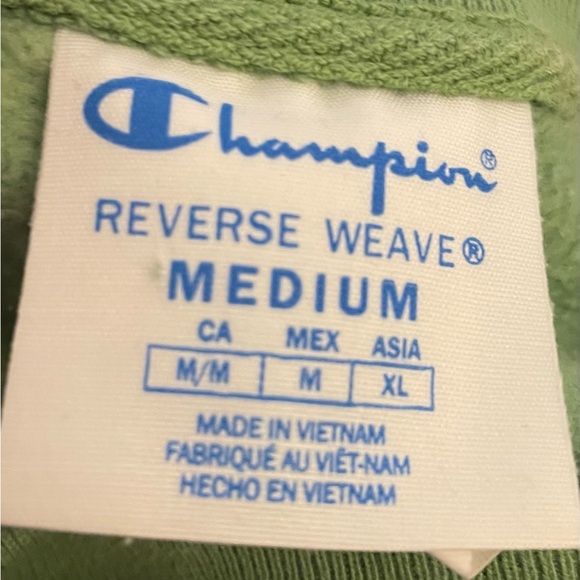 Champion®
REVERSE WEAVE®
MEDIUM
CA MEX ASIA
M/M M XL
MADE IN VIETNAM
FABRIQUÉ AU VIÊT-NAM
HECHO EN VIETNAM